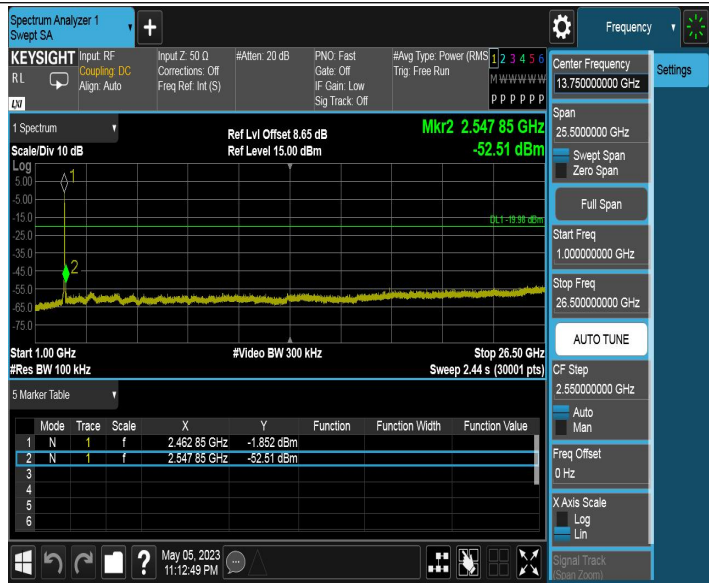 Spectrum Analyzer 1
Swept SA
Frequency
KEYSIGHT
RL
LXI
Input: RF
Coupling: DC
Align: Auto
Input Z: 50 Ω
Corrections: Off
Freq Ref: Int (S)
#Atten: 20 dB
PNO: Fast
Gate: Off
IF Gain: Low
Sig Track: Off
#Avg Type: Power (RMS
Trig: Free Run
1 2 3 4 5 6
M W W W W W
P P P P P P
1 Spectrum
Scale/Div 10 dB
Ref Lvl Offset 8.65 dB
Ref Level 15.00 dBm
Mkr2 2.547 85 GHz
-52.51 dBm
Log
5.00
-5.00
-15.0
-25.0
-35.0
-45.0
-55.0
-65.0
-75.0
1
2
DL1 -19.98 dBm
Start 1.00 GHz
#Res BW 100 kHz
#Video BW 300 kHz
Stop 26.50 GHz
Sweep 2.44 s (30001 pts)
5 Marker Table
Mode Trace Scale X Y Function Function Width Function Value
1 N 1 f 2.462 85 GHz -1.852 dBm
2 N 1 f 2.547 85 GHz -52.51 dBm
3
4
5
6
May 05, 2023
11:12:49 PM
?
Center Frequency
13.750000000 GHz
Settings
Span
25.5000000 GHz
Swept Span
Zero Span
Full Span
Start Freq
1.000000000 GHz
Stop Freq
26.500000000 GHz
AUTO TUNE
CF Step
2.550000000 GHz
Auto
Man
Freq Offset
0 Hz
X Axis Scale
Log
Lin
Signal Track
(Span Zoom)